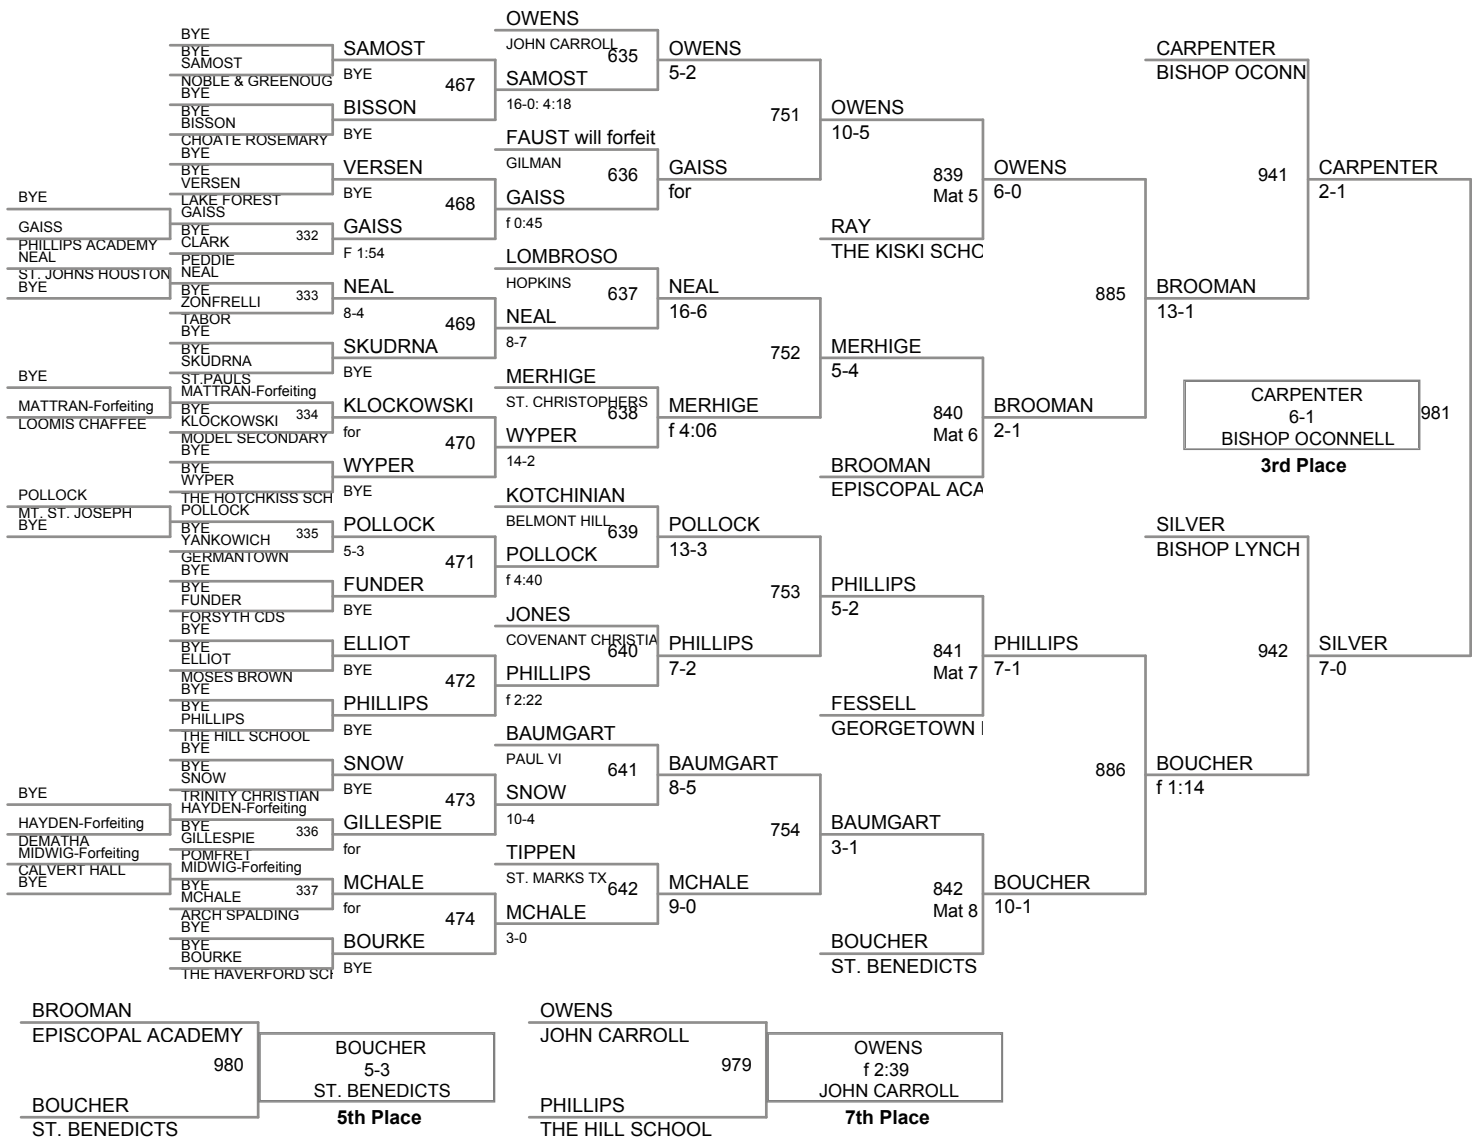 BYE
GAISS
PHILLIPS ACADEMY
NEAL
ST. JOHNS HOUSTON
BYE
BYE
MATTRAN-Forfeiting
LOOMIS CHAFFEE
POLLOCK
MT. ST. JOSEPH
BYE
BYE
HAYDEN-Forfeiting
DEMATHA
MIDWIG-Forfeiting
CALVERT HALL
BYE
BYE
BYE
SAMOST
NOBLE & GREENOUG
BYE
BYE
BISSON
CHOATE ROSEMARY
BYE
BYE
VERSEN
LAKE FOREST
GAISS
BYE
CLARK
332
PEDDIE
NEAL
BYE
ZONFRELLI
333
TABOR
BYE
BYE
SKUDRNA
ST.PAULS
MATTRAN-Forfeiting
BYE
KLOCKOWSKI
334
MODEL SECONDARY
BYE
BYE
WYPER
THE HOTCHKISS SCH
POLLOCK
BYE
YANKOWICH
335
GERMANTOWN
BYE
BYE
FUNDER
FORSYTH CDS
BYE
BYE
ELLIOT
MOSES BROWN
BYE
BYE
PHILLIPS
THE HILL SCHOOL
BYE
BYE
SNOW
TRINITY CHRISTIAN
HAYDEN-Forfeiting
BYE
GILLESPIE
336
POMFRET
MIDWIG-Forfeiting
BYE
MCHALE
337
ARCH SPALDING
BYE
BYE
BOURKE
THE HAVERFORD SCH
SAMOST
BYE
467
BISSON
BYE
VERSEN
BYE
468
GAISS
F 1:54
NEAL
8-4
469
SKUDRNA
BYE
KLOCKOWSKI
for
470
WYPER
BYE
POLLOCK
5-3
471
FUNDER
BYE
ELLIOT
BYE
472
PHILLIPS
BYE
SNOW
BYE
473
GILLESPIE
for
MCHALE
for
474
BOURKE
BYE
OWENS
JOHN CARROLL
635
SAMOST
16-0: 4:18
FAUST will forfeit
GILMAN
636
GAISS
f 0:45
LOMBROSO
HOPKINS
637
NEAL
8-7
MERHIGE
ST. CHRISTOPHERS
638
WYPER
14-2
KOTCHINIAN
BELMONT HILL
639
POLLOCK
f 4:40
JONES
COVENANT CHRISTIA
640
PHILLIPS
f 2:22
BAUMGART
PAUL VI
641
SNOW
10-4
TIPPEN
ST. MARKS TX
642
MCHALE
3-0
OWENS
5-2
751
GAISS
for
NEAL
16-6
752
MERHIGE
f 4:06
POLLOCK
13-3
753
PHILLIPS
7-2
BAUMGART
8-5
754
MCHALE
9-0
OWENS
10-5
839
Mat 5
RAY
THE KISKI SCHO
MERHIGE
5-4
840
Mat 6
BROOMAN
EPISCOPAL ACA
PHILLIPS
5-2
841
Mat 7
FESSELL
GEORGETOWN
BAUMGART
3-1
842
Mat 8
BOUCHER
ST. BENEDICTS
OWENS
6-0
885
BROOMAN
2-1
PHILLIPS
7-1
886
BOUCHER
10-1
CARPENTER
BISHOP OCONN
941
BROOMAN
13-1
SILVER
BISHOP LYNCH
942
BOUCHER
f 1:14
CARPENTER
2-1
SILVER
7-0
CARPENTER
6-1
BISHOP OCONNELL
981
3rd Place
BROOMAN
EPISCOPAL ACADEMY
980
BOUCHER
ST. BENEDICTS
BOUCHER
5-3
ST. BENEDICTS
5th Place
OWENS
JOHN CARROLL
979
PHILLIPS
THE HILL SCHOOL
OWENS
f 2:39
JOHN CARROLL
7th Place